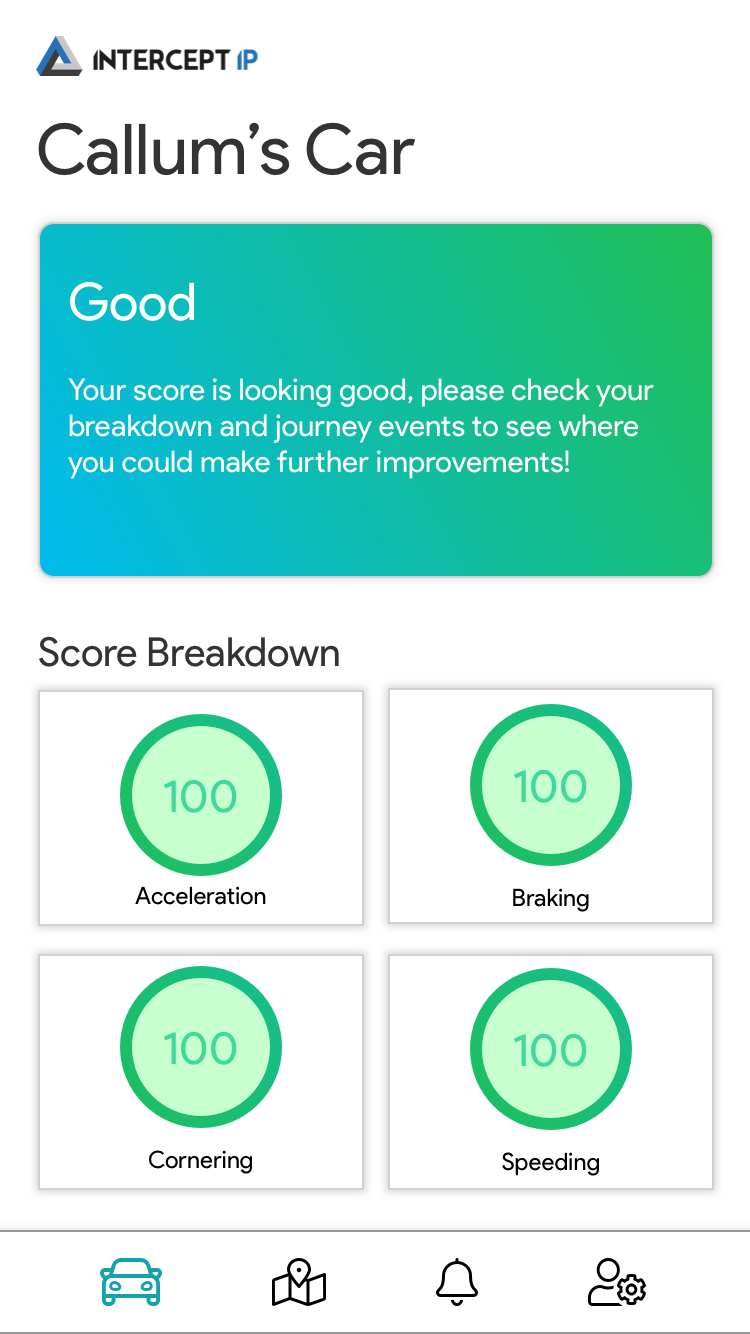 INTERCEPT IP
Callum’s Car
Good
Your score is looking good, please check your
breakdown and journey events to see where
you could make further improvements!
Score Breakdown
100
Acceleration
100
Braking
100
Cornering
100
Speeding